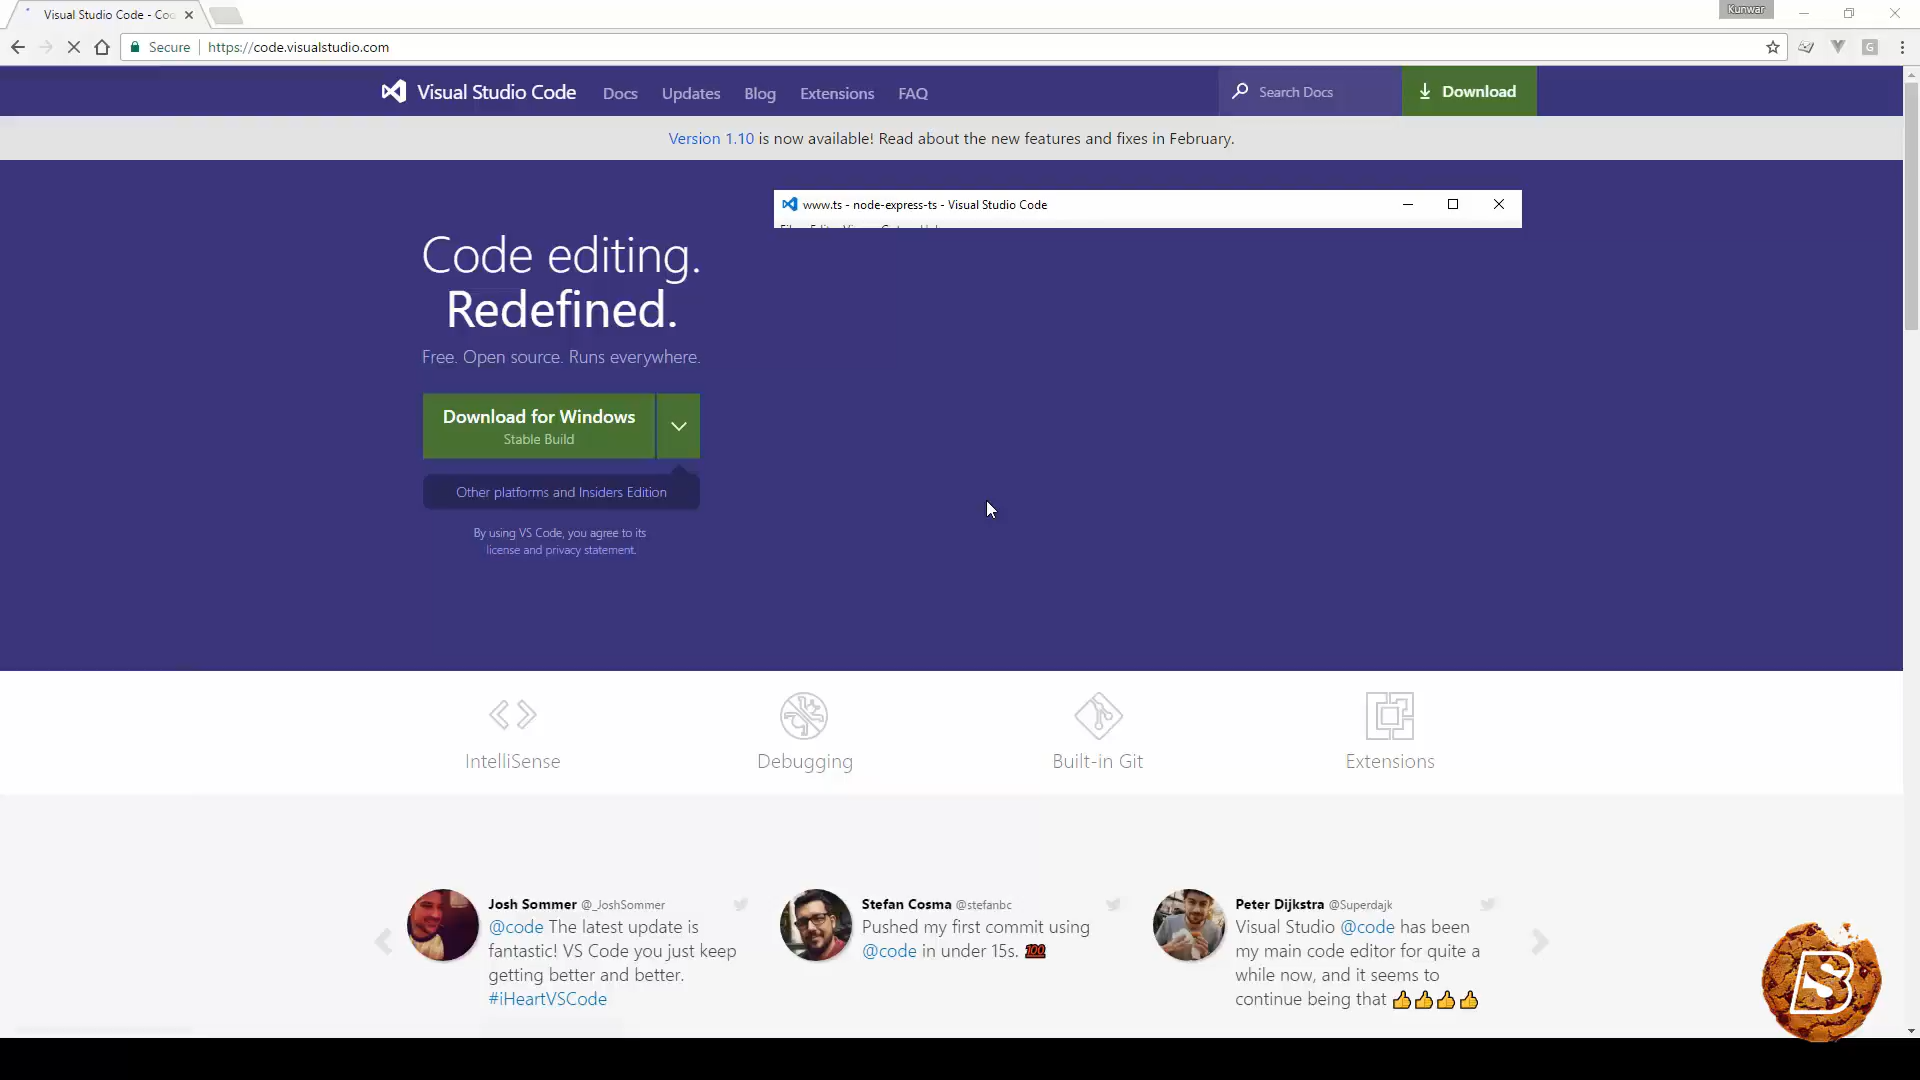 Visual Studio Code - Co
Kunwar
Secure
https://code.visualstudio.com
Visual Studio Code
Docs
Updates
Blog
Extensions
FAQ
Search Docs
Download
Version 1.10 is now available! Read about the new features and fixes in February.
www.ts - node-express-ts - Visual Studio Code
Code editing.
Redefined.
Free. Open source. Runs everywhere.
Download for Windows
Stable Build
Other platforms and Insiders Edition
By using VS Code, you agree to its
license and privacy statement.
IntelliSense
Debugging
Built-in Git
Extensions
Josh Sommer @_JoshSommer
@code The latest update is
fantastic! VS Code you just keep
getting better and better.
#iHeartVSCode
Stefan Cosma @stefanbc
Pushed my first commit using
@code in under 15s. 💯
Peter Dijkstra @Superdajk
Visual Studio @code has been
my main code editor for quite a
while now, and it seems to
continue being that 👍👍👍👍